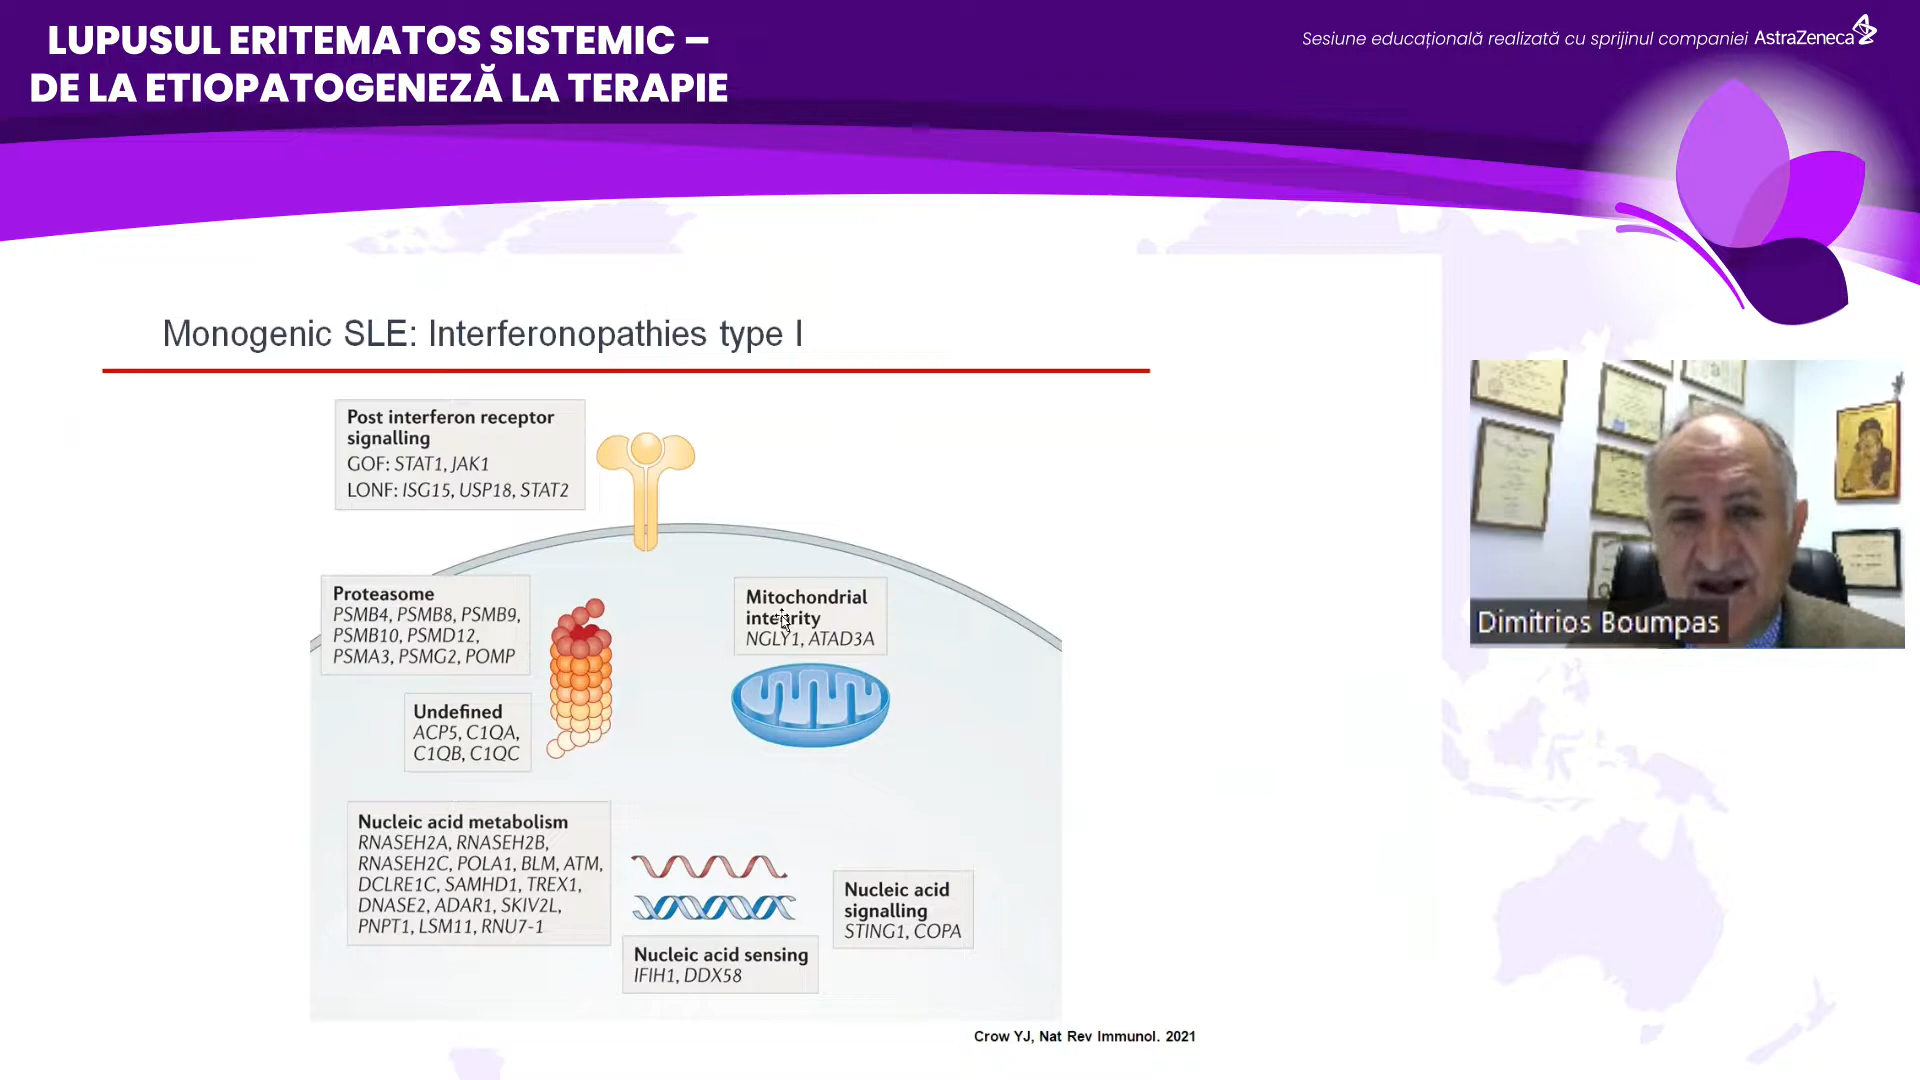 LUPUSUL ERITEMATOS SISTEMIC –
DE LA ETIOPATOGENEZĂ LA TERAPIE
Sesiune educațională realizată cu sprijinul companiei AstraZeneca
Monogenic SLE: Interferonopathies type I
Post interferon receptor
signalling
GOF: STAT1, JAK1
LONF: ISG15, USP18, STAT2
Proteasome
PSMB4, PSMB8, PSMB9,
PSMB10, PSMD12,
PSMA3, PSMG2, POMP
Mitochondrial
integrity
NGLY1, ATAD3A
Undefined
ACP5, C1QA,
C1QB, C1QC
Nucleic acid metabolism
RNASEH2A, RNASEH2B,
RNASEH2C, POLA1, BLM, ATM,
DCLRE1C, SAMHD1, TREX1,
DNASE2, ADAR1, SKIV2L,
PNPT1, LSM11, RNU7-1
Nucleic acid
signalling
STING1, COPA
Nucleic acid sensing
IFIH1, DDX58
Crow YJ, Nat Rev Immunol. 2021
Dimitrios Boumpas